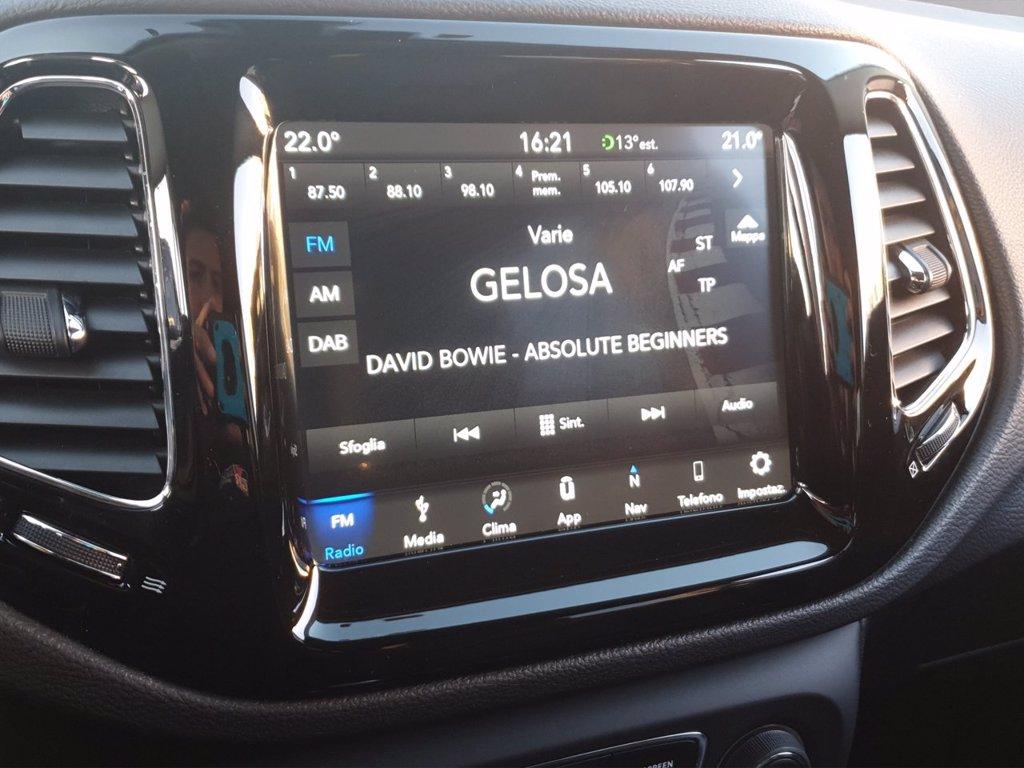 22.0° 16:21 13°est. 21.0°
1 87.50 2 88.10 3 98.10 4 Prem. mem. 5 105.10 6 107.90
FM Varie ST Mappa
AF
AM GELOSA TP
DAB DAVID BOWIE - ABSOLUTE BEGINNERS
Sfoglia Sint. Audio
FM N
Radio Media Clima App Nav Telefono Impostaz.
SCREEN